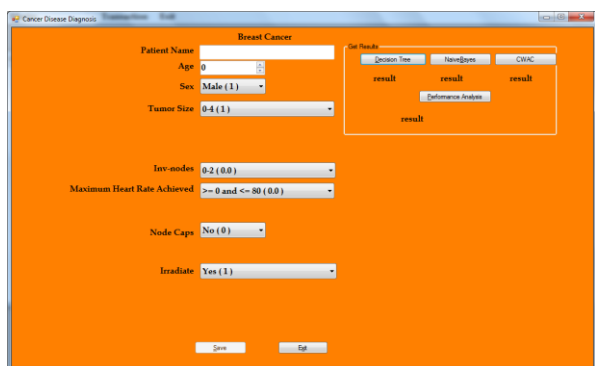 Cancer Disease Diagnosis
Breast Cancer
Patient Name
Age 0
Sex Male ( 1 )
Tumor Size 0-4 ( 1 )
Inv-nodes 0-2 ( 0.0 )
Maximum Heart Rate Achieved >= 0 and <= 80 ( 0.0 )
Node Caps No ( 0 )
Irradiate Yes ( 1 )
Save Exit
Get Results
Decision Tree NaiveBayes CWAC
result result result
Performance Analysis
result